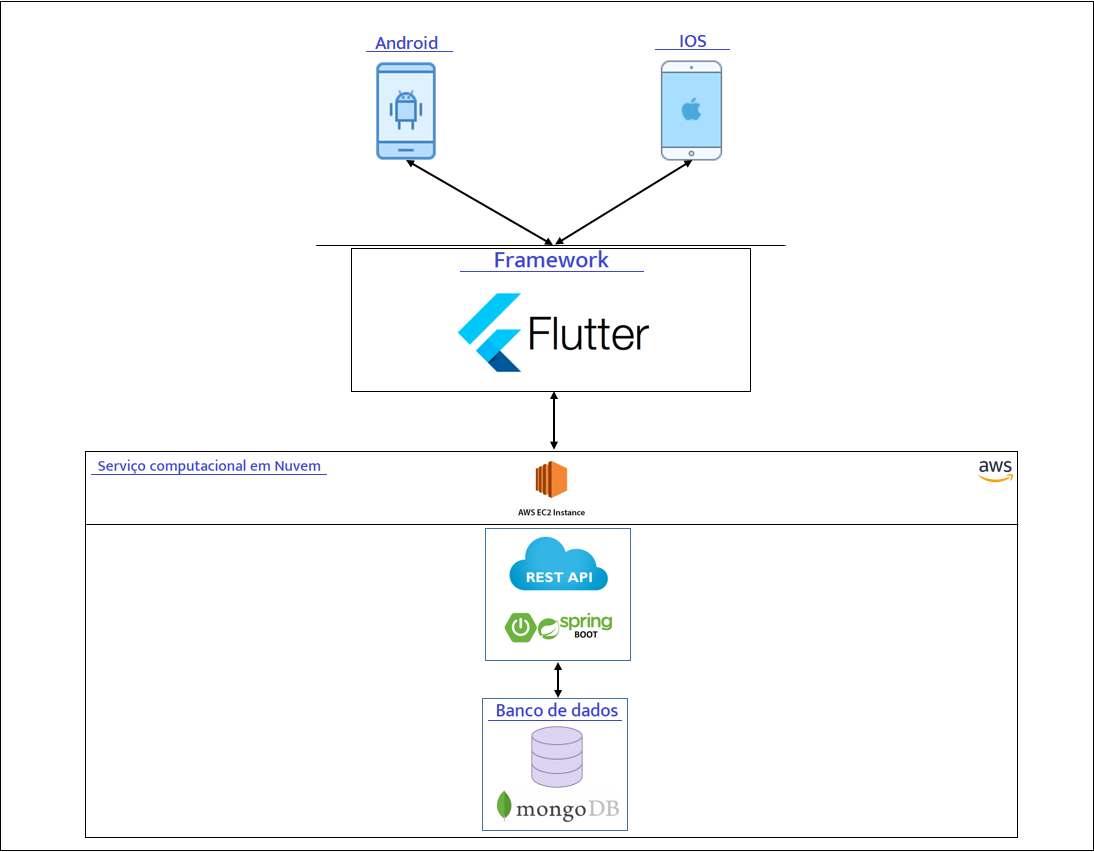 Android
IOS
Framework
Flutter
Serviço computacional em Nuvem
aws
AWS EC2 Instance
REST API
spring
BOOT
Banco de dados
mongoDB